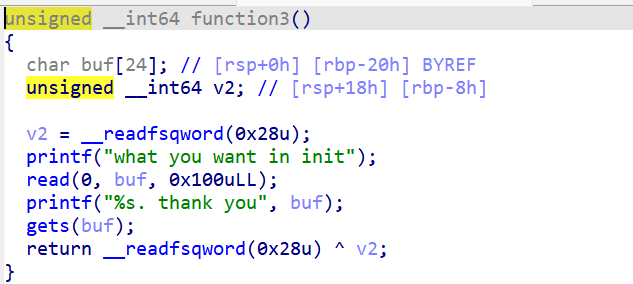 unsigned __int64 function3()
{
char buf[24]; // [rsp+0h] [rbp-20h] BYREF
unsigned __int64 v2; // [rsp+18h] [rbp-8h]
v2 = __readfsqword(0x28u);
printf("what you want in init");
read(0, buf, 0x100uLL);
printf("%s. thank you", buf);
gets(buf);
return __readfsqword(0x28u) ^ v2;
}